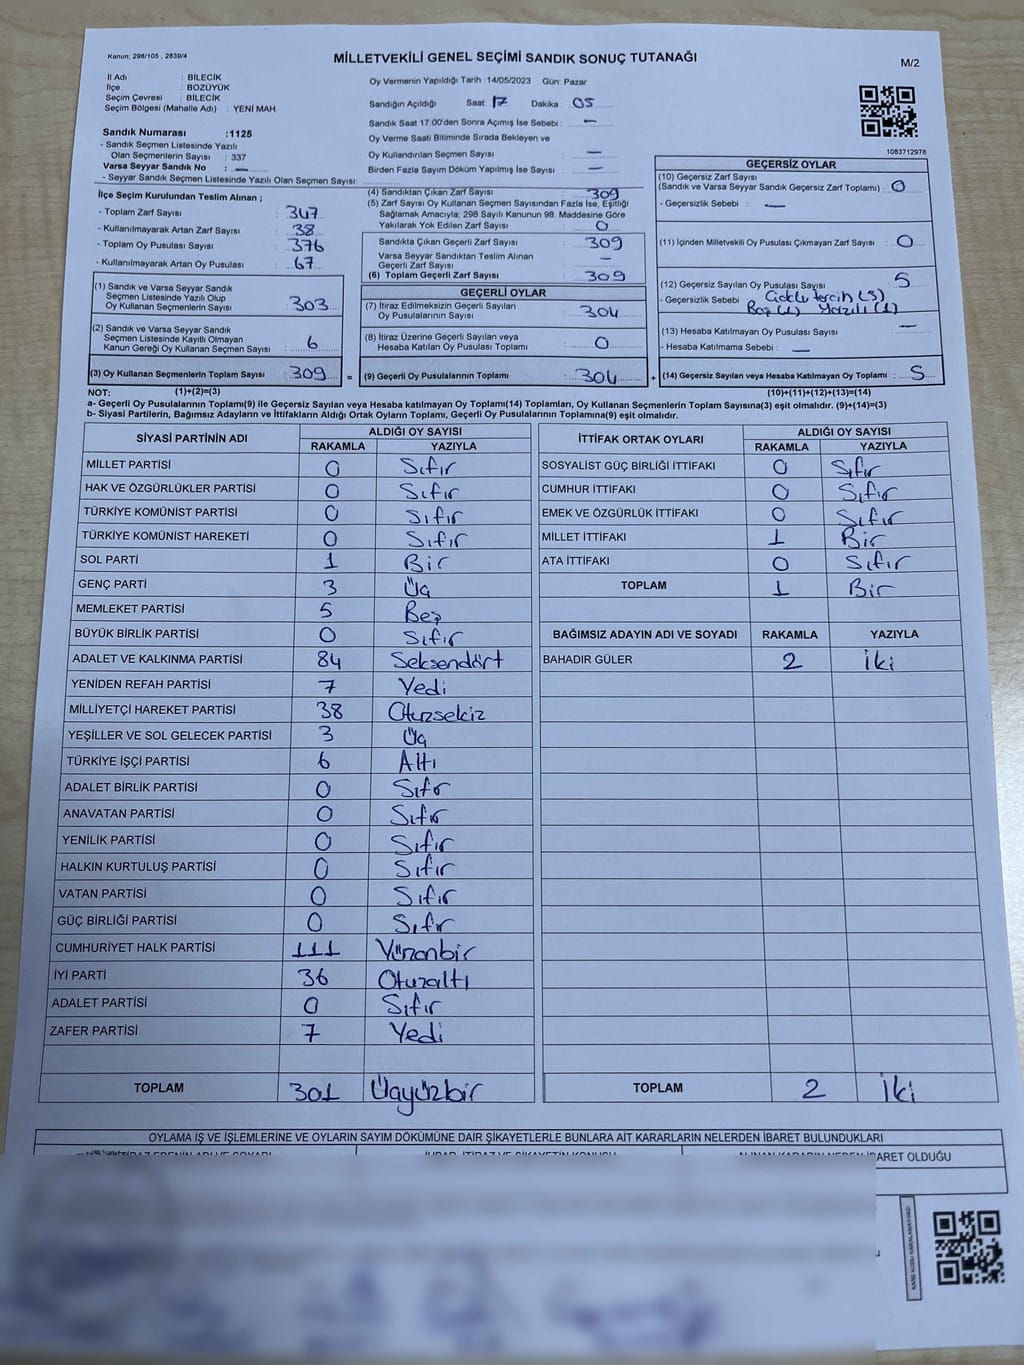 Kanun; 298/105 , 2839/4
MİLLETVEKİLİ GENEL SEÇİMİ SANDIK SONUÇ TUTANAĞI
M/2
İl Adı : BİLECİK
İlçe : BOZÜYÜK
Seçim Çevresi : BİLECİK
Seçim Bölgesi (Mahalle Adı) : YENİ MAH.
Oy Vermenin Yapıldığı Tarih :14/05/2023 Gün: Pazar
Sandığın Açıldığı Saat: 17 Dakika : 05
Sandık Saat 17:00'den Sonra Açımış İse Sebebi : —
Oy Verme Saati Bitiminde Sırada Bekleyen ve
Oy Kullandırılan Seçmen Sayısı : —
Birden Fazla Sayım Döküm Yapılmış İse Sayısı : —
1083712978
Sandık Numarası :1125
- Sandık Seçmen Listesinde Yazılı
Olan Seçmenlerin Sayısı : 337
Varsa Seyyar Sandık No : —
- Seyyar Sandık Seçmen Listesinde Yazılı Olan Seçmen Sayısı:
İlçe Seçim Kurulundan Teslim Alınan ;
- Toplam Zarf Sayısı : 347
- Kullanılmayarak Artan Zarf Sayısı : 38
- Toplam Oy Pusulası Sayısı : 376
- Kullanılmayarak Artan Oy Pusulası : 67
(1) Sandık ve Varsa Seyyar Sandık
Seçmen Listesinde Yazılı Olup
Oy Kullanan Seçmenlerin Sayısı : 303
(2) Sandık ve Varsa Seyyar Sandık
Seçmen Listesinde Kayıtlı Olmayan
Kanun Gereği Oy Kullanan Seçmen Sayısı : 6
(3) Oy Kullanan Seçmenlerin Toplam Sayısı : 309 =
(4) Sandıktan Çıkan Zarf Sayısı : 309
(5) Zarf Sayısı Oy Kullanan Seçmen Sayısından Fazla İse, Eşitliği
Sağlamak Amacıyla; 298 Sayılı Kanunun 98. Maddesine Göre
Yakılarak Yok Edilen Zarf Sayısı : 0
Sandıkta Çıkan Geçerli Zarf Sayısı : 309
Varsa Seyyar Sandıktan Teslim Alınan
Geçerli Zarf Sayısı : —
(6) Toplam Geçerli Zarf Sayısı : 309
GEÇERLİ OYLAR
(7) İtiraz Edilmeksizin Geçerli Sayılan
Oy Pusulalarının Sayısı : 304
(8) İtiraz Üzerine Geçerli Sayılan veya
Hesaba Katılan Oy Pusulası Toplamı : 0
(9) Geçerli Oy Pusulalarının Toplamı : 304 +
GEÇERSİZ OYLAR
(10) Geçersiz Zarf Sayısı
(Sandık ve Varsa Seyyar Sandık Geçersiz Zarf Toplamı) : 0
- Geçersizlik Sebebi : —
(11) İçinden Milletvekili Oy Pusulası Çıkmayan Zarf Sayısı : 0
(12) Geçersiz Sayılan Oy Pusulası Sayısı : 5
- Geçersizlik Sebebi :
Boş (1) Yazılı (1)
(13) Hesaba Katılmayan Oy Pusulası Sayısı : —
- Hesaba Katılmama Sebebi : —
(14) Geçersiz Sayılan veya Hesaba Katılmayan Oy Toplamı : 5
NOT: (1)+(2)=(3) (10)+(11)+(12)+(13)=(14)
a- Geçerli Oy Pusulalarının Toplamı(9) ile Geçersiz Sayılan veya Hesaba katılmayan Oy Toplamı(14) Toplamları, Oy Kullanan Seçmenlerin Toplam Sayısına(3) eşit olmalıdır. (9)+(14)=(3)
b- Siyasi Partilerin, Bağımsız Adayların ve İttifakların Aldığı Ortak Oyların Toplamı, Geçerli Oy Pusulalarının Toplamına(9) eşit olmalıdır.
SİYASİ PARTİNİN ADI ALDIĞI OY SAYISI
RAKAMLA YAZIYLA
MİLLET PARTİSİ 0 Sıfır
HAK VE ÖZGÜRLÜKLER PARTİSİ 0 Sıfır
TÜRKİYE KOMÜNİST PARTİSİ 0 Sıfır
TÜRKİYE KOMÜNİST HAREKETİ 0 Sıfır
SOL PARTİ 1 Bir
GENÇ PARTİ 3 Üç
MEMLEKET PARTİSİ 5 Beş
BÜYÜK BİRLİK PARTİSİ 0 Sıfır
ADALET VE KALKINMA PARTİSİ 84 Seksendört
YENİDEN REFAH PARTİSİ 7 Yedi
MİLLİYETÇİ HAREKET PARTİSİ 38 Otuzsekiz
YEŞİLLER VE SOL GELECEK PARTİSİ 3 Üç
TÜRKİYE İŞÇİ PARTİSİ 6 Altı
ADALET BİRLİK PARTİSİ 0 Sıfır
ANAVATAN PARTİSİ 0 Sıfır
YENİLİK PARTİSİ 0 Sıfır
HALKIN KURTULUŞ PARTİSİ 0 Sıfır
VATAN PARTİSİ 0 Sıfır
GÜÇ BİRLİĞİ PARTİSİ 0 Sıfır
CUMHURİYET HALK PARTİSİ 111 Yüzonbir
İYİ PARTİ 36 Otuzaltı
ADALET PARTİSİ 0 Sıfır
ZAFER PARTİSİ 7 Yedi
TOPLAM 301 Üçyüzbir
İTTİFAK ORTAK OYLARI ALDIĞI OY SAYISI
RAKAMLA YAZIYLA
SOSYALİST GÜÇ BİRLİĞİ İTTİFAKI 0 Sıfır
CUMHUR İTTİFAKI 0 Sıfır
EMEK VE ÖZGÜRLÜK İTTİFAKI 0 Sıfır
MİLLET İTTİFAKI 1 Bir
ATA İTTİFAKI 0 Sıfır
TOPLAM 1 Bir
BAĞIMSIZ ADAYIN ADI VE SOYADI RAKAMLA YAZIYLA
BAHADIR GÜLER 2 İki
TOPLAM 2 İki
OYLAMA İŞ VE İŞLEMLERİNE VE OYLARIN SAYIM DÖKÜMÜNE DAİR ŞİKAYETLERLE BUNLARA AİT KARARLARIN NELERDEN İBARET BULUNDUKLARI
İBARET OLDUĞU
KARE KODU KARALAMAYINIZ!